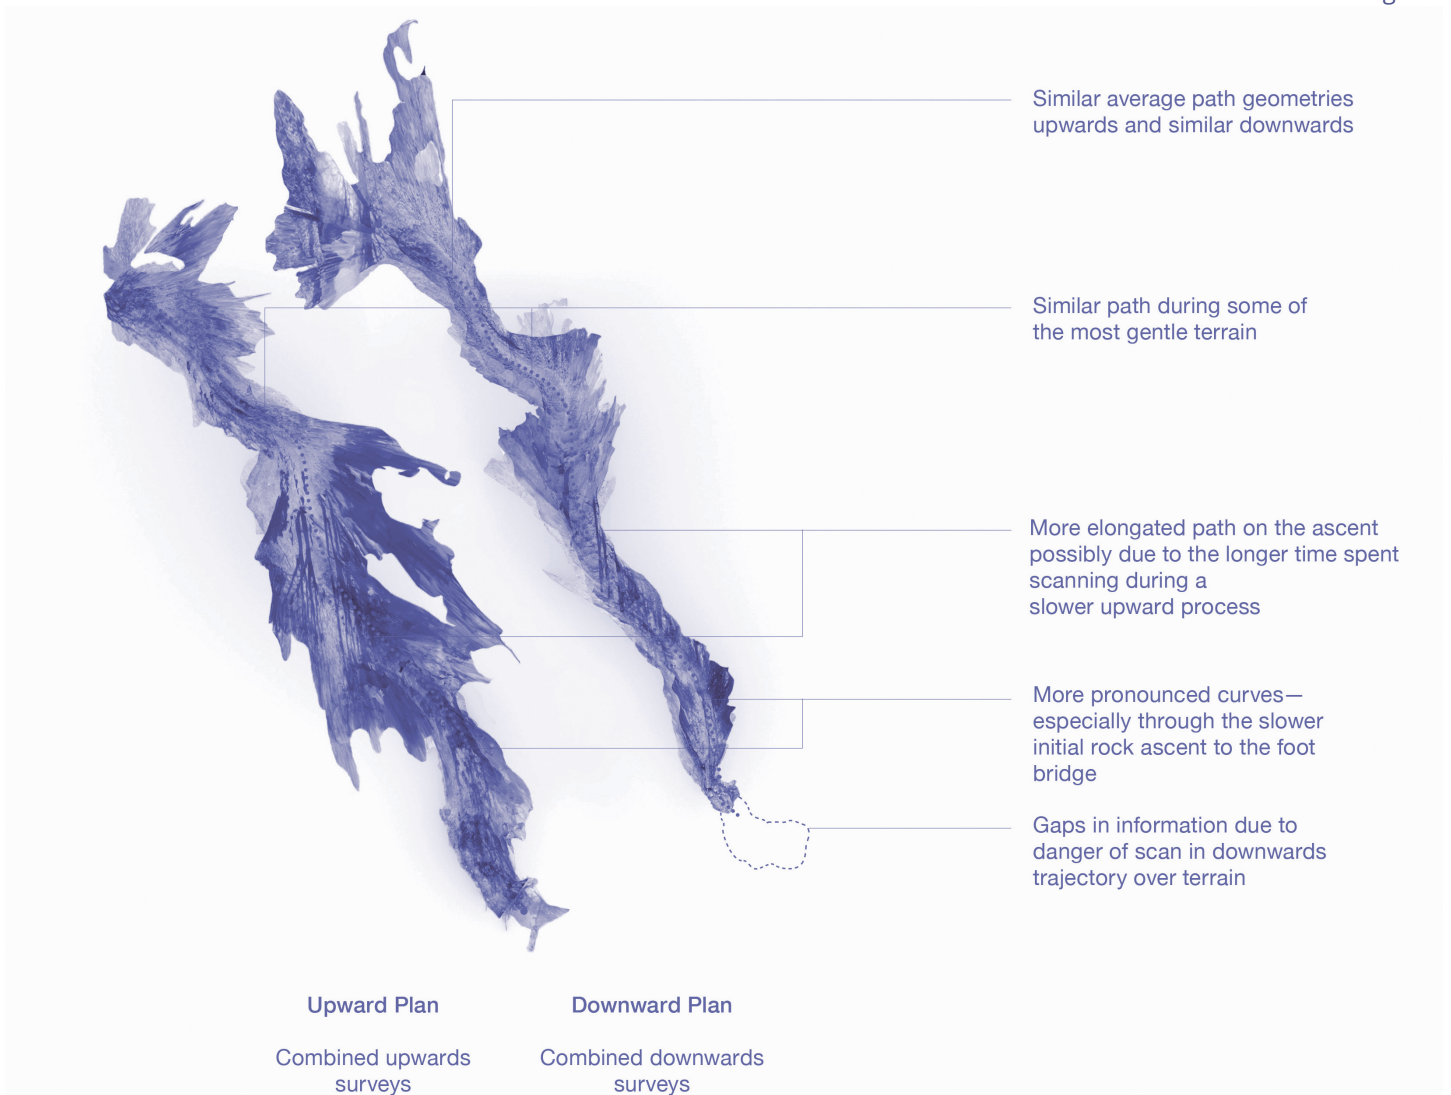 Similar average path geometries
upwards and similar downwards
Similar path during some of
the most gentle terrain
More elongated path on the ascent
possibly due to the longer time spent
scanning during a
slower upward process
More pronounced curves—
especially through the slower
initial rock ascent to the foot
bridge
Gaps in information due to
danger of scan in downwards
trajectory over terrain
Upward Plan
Combined upwards
surveys
Downward Plan
Combined downwards
surveys